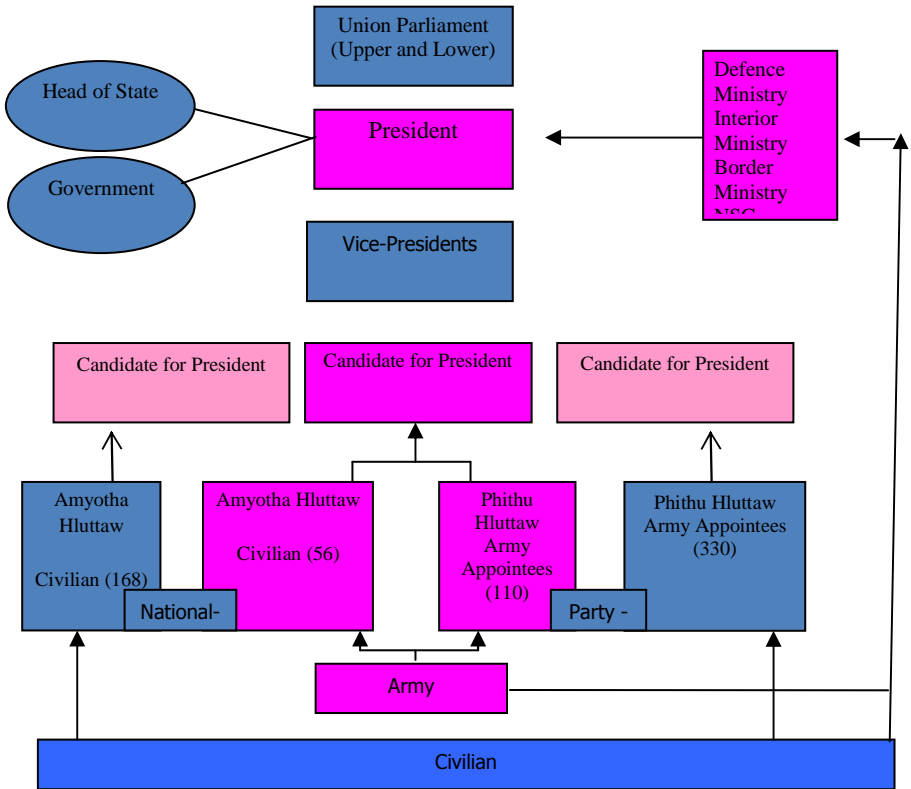 Union Parliament
(Upper and Lower)
Head of State
President
Government
Defence
Ministry
Interior
Ministry
Border
Ministry
Vice-Presidents
Candidate for President
Candidate for President
Candidate for President
Amyotha
Hluttaw
Civilian (168)
Amyotha Hluttaw
Civilian (56)
Phithu
Hluttaw
Army
Appointees
(110)
Phithu Hluttaw
Army Appointees
(330)
National-
Party -
Army
Civilian